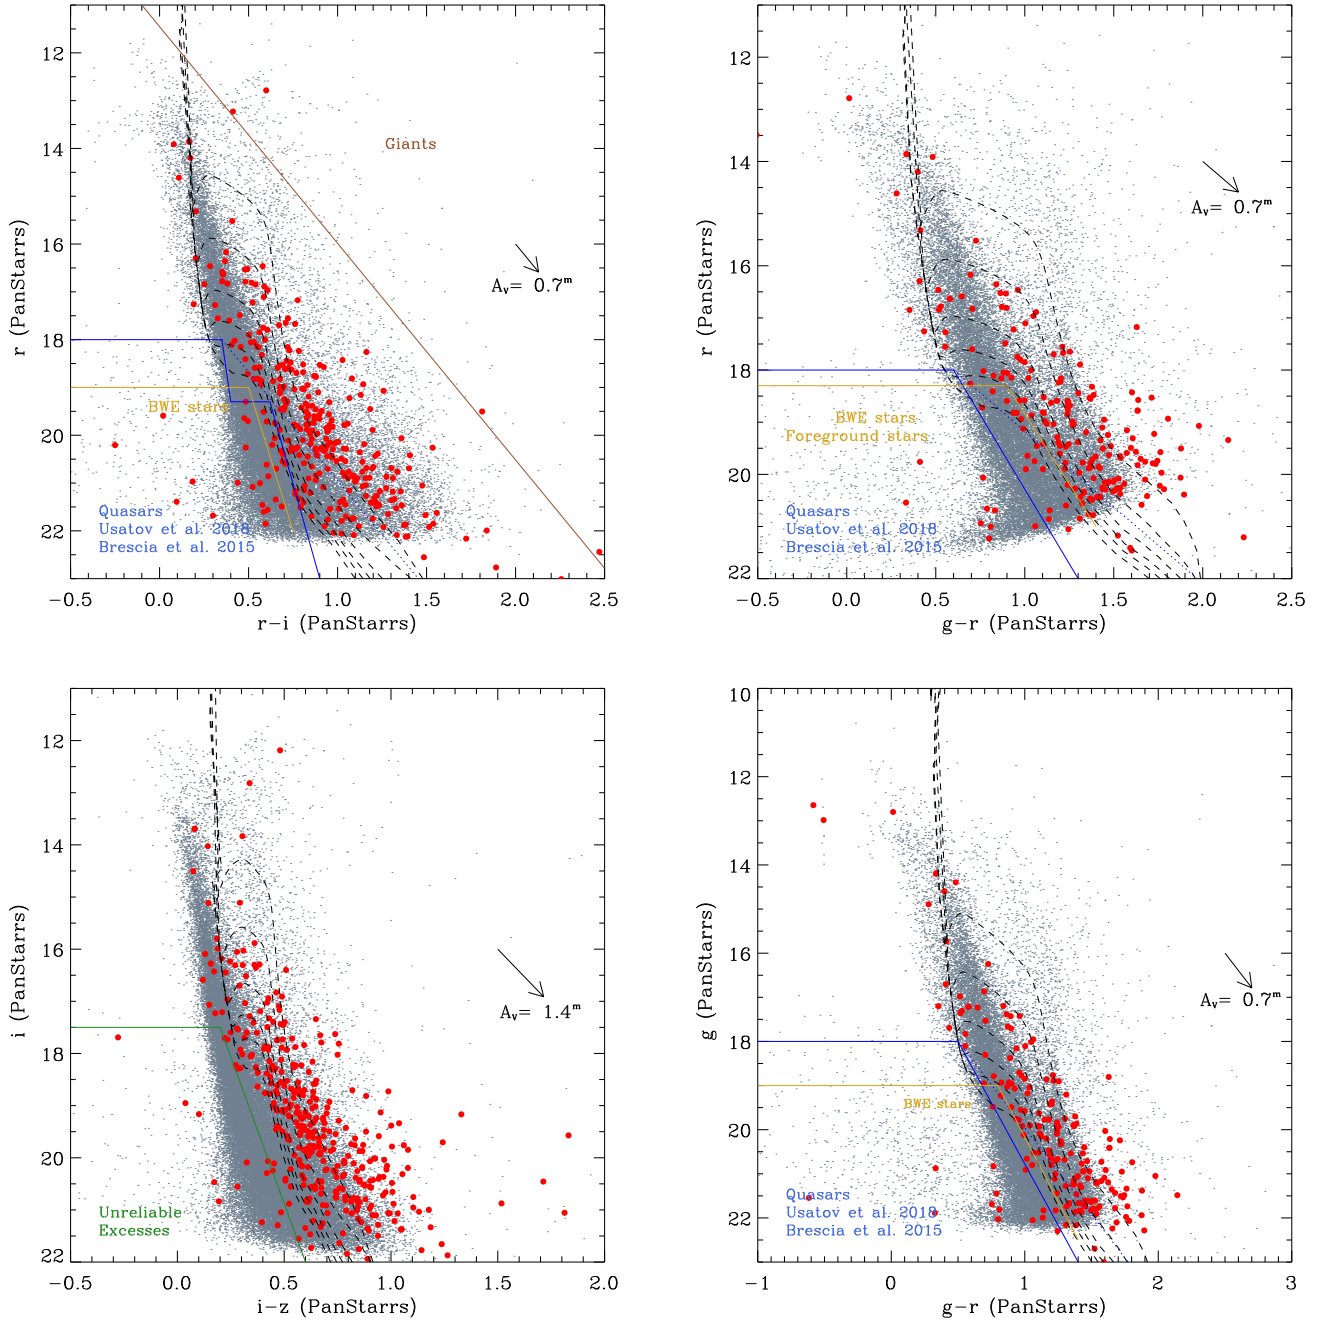 12
14
16
18
20
22
r (PanStarrs)
Giants
Aᵥ= 0.7ᵐ
BWE stars
Quasars
Usatov et al. 2018
Brescia et al. 2015
−0.5 0.0 0.5 1.0 1.5 2.0 2.5
r−i (PanStarrs)
12
14
16
18
20
22
r (PanStarrs)
Aᵥ= 0.7ᵐ
BWE stars
Foreground stars
Quasars
Usatov et al. 2018
Brescia et al. 2015
−0.5 0.0 0.5 1.0 1.5 2.0 2.5 3.0
g−r (PanStarrs)
12
14
16
18
20
22
i (PanStarrs)
Aᵥ= 1.4ᵐ
Unreliable
Excesses
−0.5 0.0 0.5 1.0 1.5 2.0
i−z (PanStarrs)
10
12
14
16
18
20
22
g (PanStarrs)
Aᵥ= 0.7ᵐ
BWE stars
Quasars
Usatov et al. 2018
Brescia et al. 2015
−1 0 1 2 3
g−r (PanStarrs)